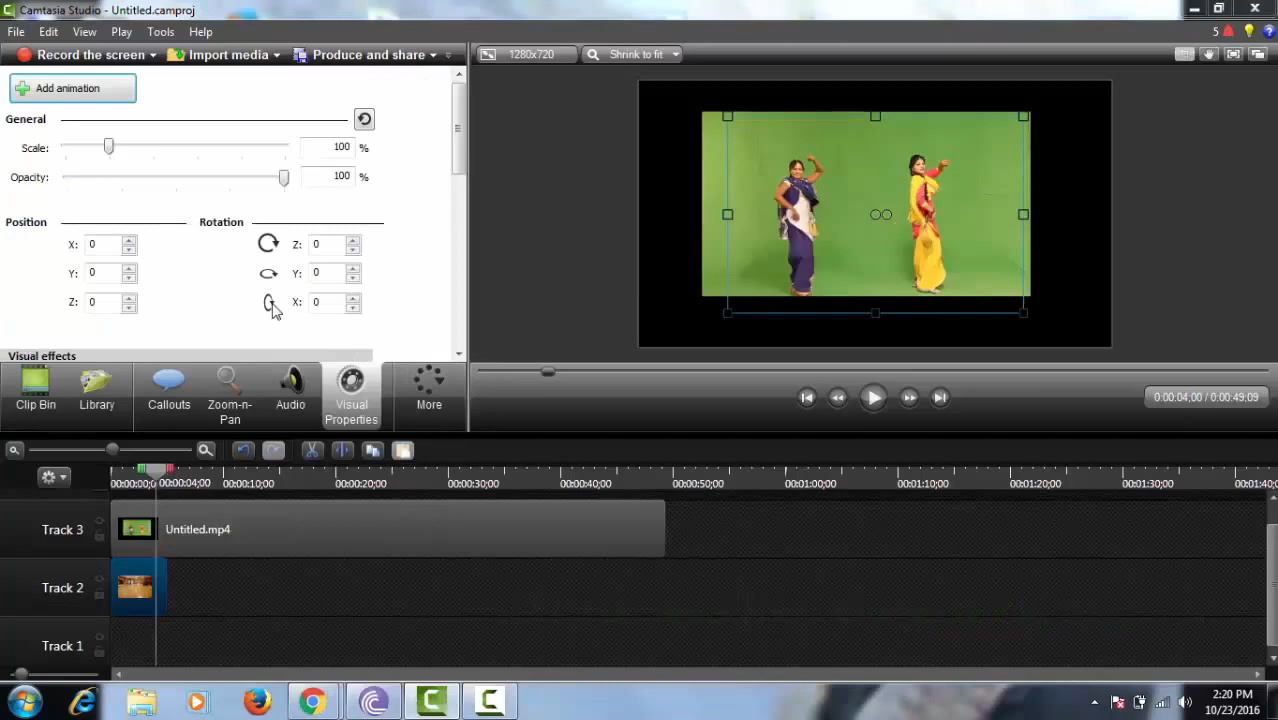 Camtasia Studio - Untitled.camproj
File Edit View Play Tools Help
5
Record the screen Import media Produce and share
1280x720 Shrink to fit
Add animation
General
Scale: 100 %
Opacity: 100 %
Position Rotation
X: 0 Z: 0
Y: 0 Y: 0
Z: 0 X: 0
Visual effects
Clip Bin Library Callouts Zoom-n-Pan Audio Visual Properties More
0:00:04;00 / 0:00:49;09
00:00:00;0 00:00:04;00 00:00:10;00 00:00:20;00 00:00:30;00 00:00:40;00 00:00:50;00 00:01:00;00 00:01:10;00 00:01:20;00 00:01:30;00 00:01:40;0
Track 3 Untitled.mp4
Track 2
Track 1
2:20 PM
10/23/2016